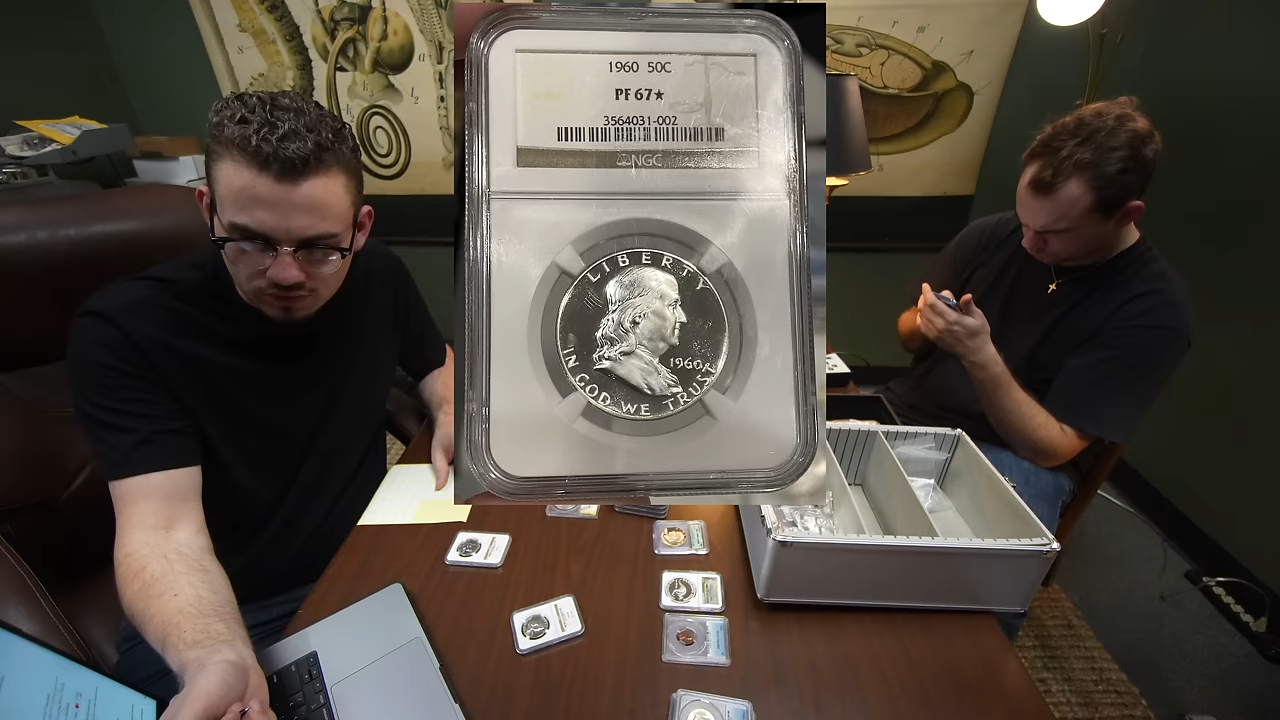 1960 50C
PF 67★
3564031-002
NGC
LIBERTY
1960
IN GOD WE TRUST